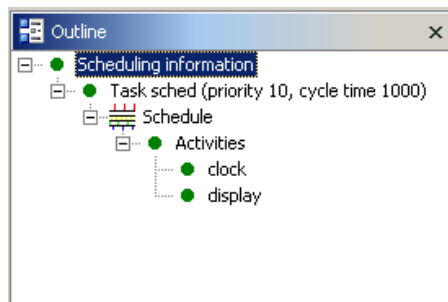 Outline
Scheduling information
Task sched (priority 10, cycle time 1000)
Schedule
Activities
clock
display